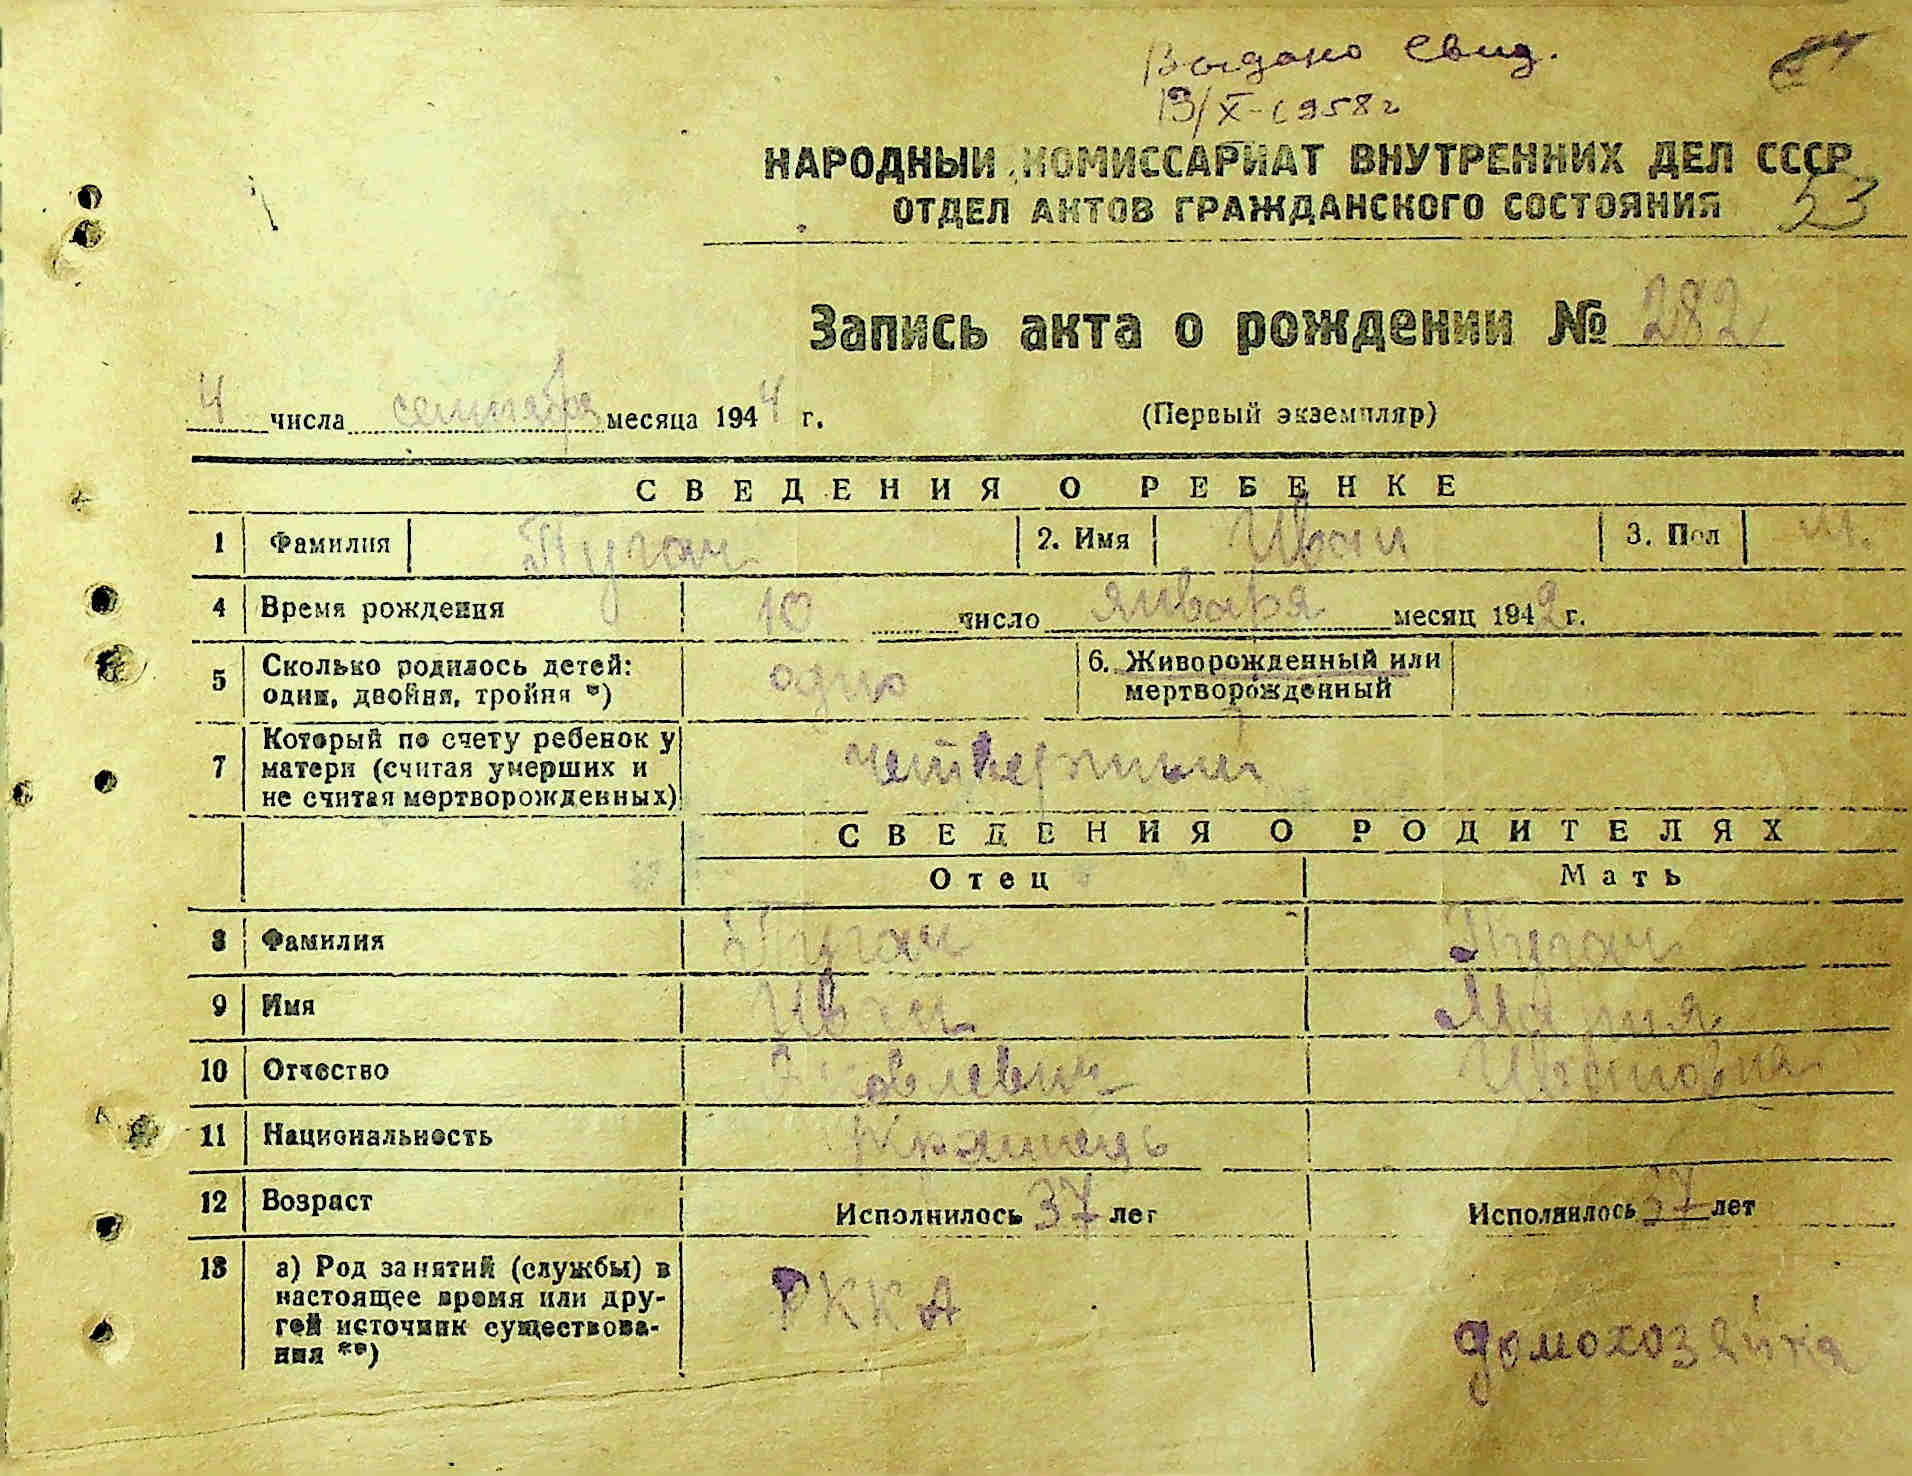 Выдано свид.
13/X-1958 г
53
НАРОДНЫЙ КОМИССАРИАТ ВНУТРЕННИХ ДЕЛ СССР
ОТДЕЛ АКТОВ ГРАЖДАНСКОГО СОСТОЯНИЯ
Запись акта о рождении № 282
4 числа сентября месяца 1944 г.
(Первый экземпляр)
СВЕДЕНИЯ О РЕБЕНКЕ
1 Фамилия Пугач 2. Имя Иван 3. Пол м.
4 Время рождения 10 число января месяц 1942 г.
5 Сколько родилось детей: один, двойня, тройня *) одно 6. Живорожденный или мертворожденный
7 Который по счету ребенок у матери (считая умерших и не считая мертворожденных) четвертый
СВЕДЕНИЯ О РОДИТЕЛЯХ
Отец Мать
8 Фамилия Пугач Пугач
9 Имя Иван Мария
10 Отчество Яковлевич Ивановна
11 Национальность
12 Возраст Исполнилось 37 лет Исполнилось 37 лет
13 а) Род занятий (службы) в настоящее время или другой источник существования **) РККА домохозяйка